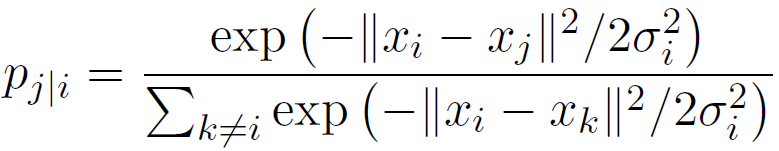 p_{j|i} = \frac{\exp\left(-\|x_i - x_j\|^2 / 2\sigma_i^2\right)}{\sum_{k \neq i} \exp\left(-\|x_i - x_k\|^2 / 2\sigma_i^2\right)}